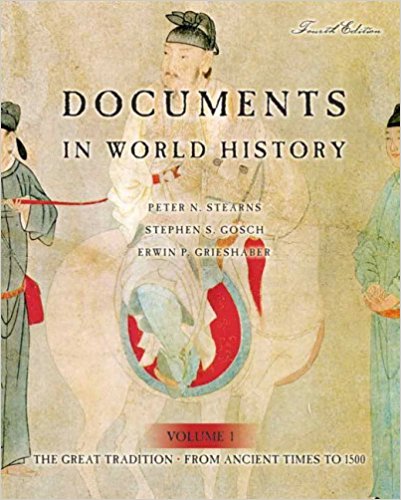 Fourth Edition
DOCUMENTS
IN WORLD HISTORY
PETER N. STEARNS
STEPHEN S. GOSCH
ERWIN P. GRIESHABER
VOLUME 1
THE GREAT TRADITION · FROM ANCIENT TIMES TO 1500